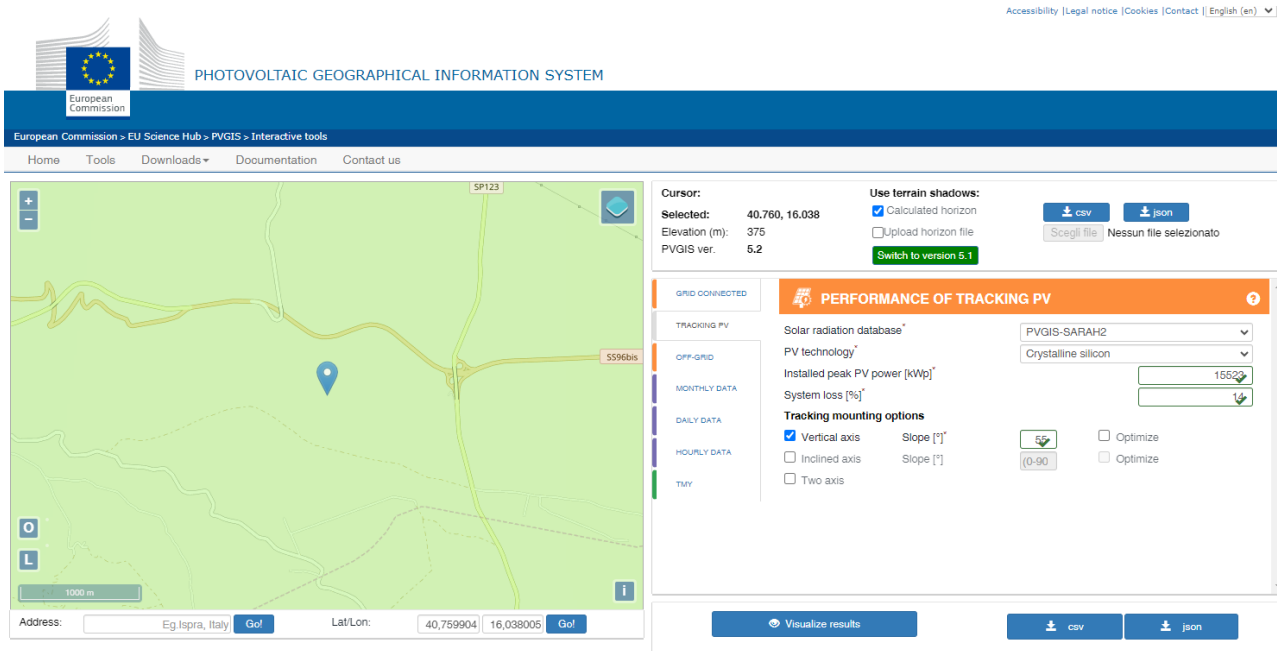 Accessibility |Legal notice |Cookies |Contact | English (en)
European
Commission
PHOTOVOLTAIC GEOGRAPHICAL INFORMATION SYSTEM
European Commission > EU Science Hub > PVGIS > Interactive tools
Home Tools Downloads Documentation Contact us
+
−
SP123
SS96bis
O
L
1000 m
i
Address: Eg.Ispra, Italy Go! Lat/Lon: 40,759904 16,038005 Go!
Cursor:
Selected: 40.760, 16.038
Elevation (m): 375
PVGIS ver. 5.2
Use terrain shadows:
Calculated horizon
Upload horizon file
Switch to version 5.1
csv json
Scegli file Nessun file selezionato
GRID CONNECTED
TRACKING PV
OFF-GRID
MONTHLY DATA
DAILY DATA
HOURLY DATA
TMY
PERFORMANCE OF TRACKING PV ?
Solar radiation database* PVGIS-SARAH2
PV technology* Crystalline silicon
Installed peak PV power [kWp]* 15523
System loss [%]* 14
Tracking mounting options
Vertical axis Slope [°]* 55 Optimize
Inclined axis Slope [°] (0-90 Optimize
Two axis
Visualize results csv json